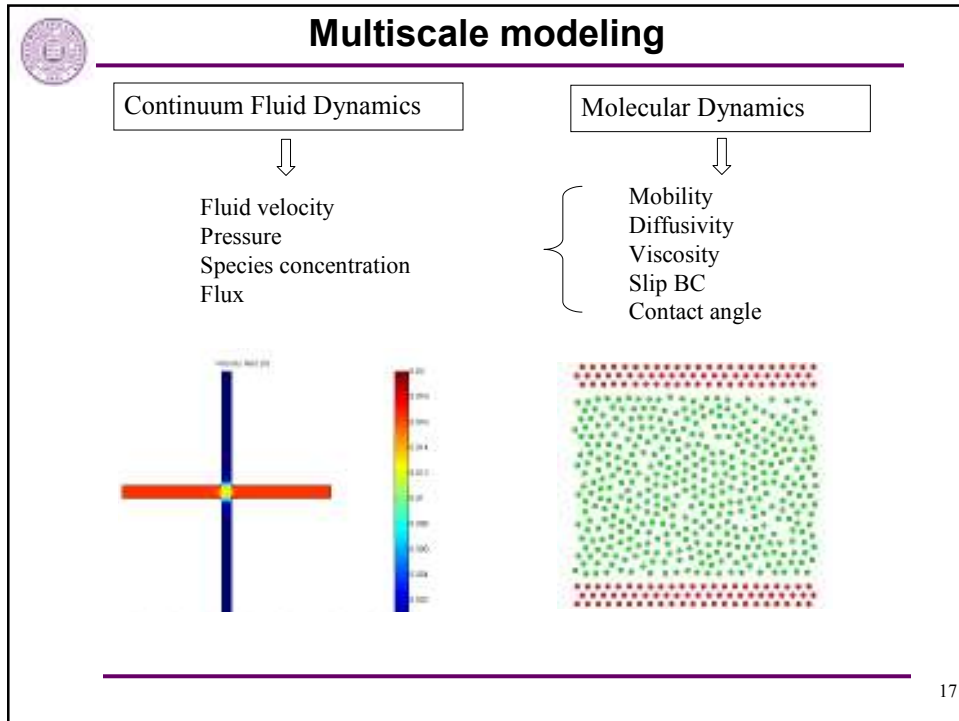 Multiscale modeling
Continuum Fluid Dynamics
Fluid velocity
Pressure
Species concentration
Flux
Molecular Dynamics
Mobility
Diffusivity
Viscosity
Slip BC
Contact angle
17